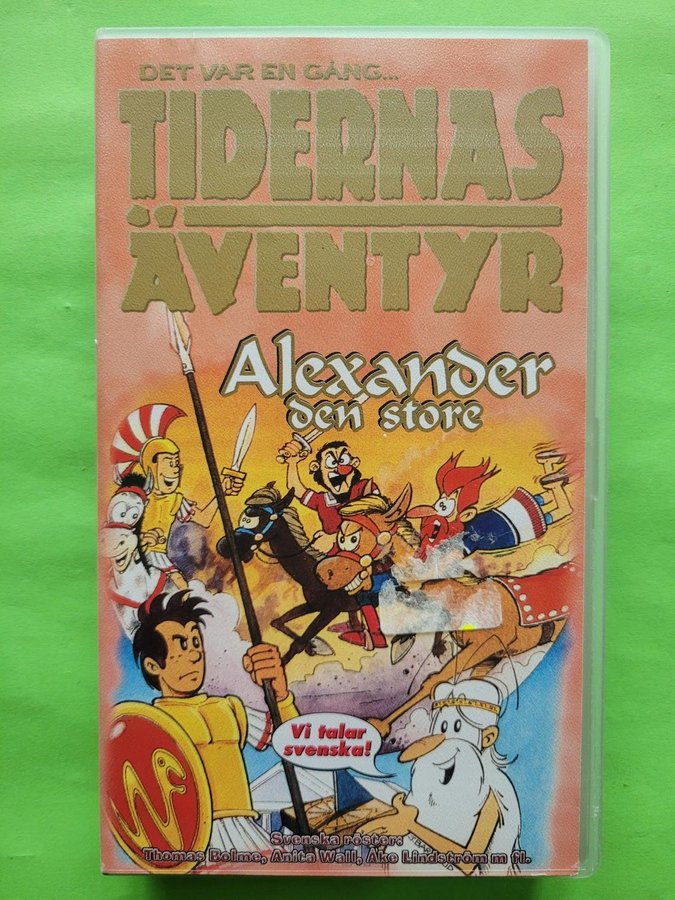 DET VAR EN GÅNG...
TIDERNAS
ÄVENTYR
Alexander
den store
Vi talar
svenska!
Svenska röster:
Thomas Bolme, Anita Wall, Åke Lindström m fl.